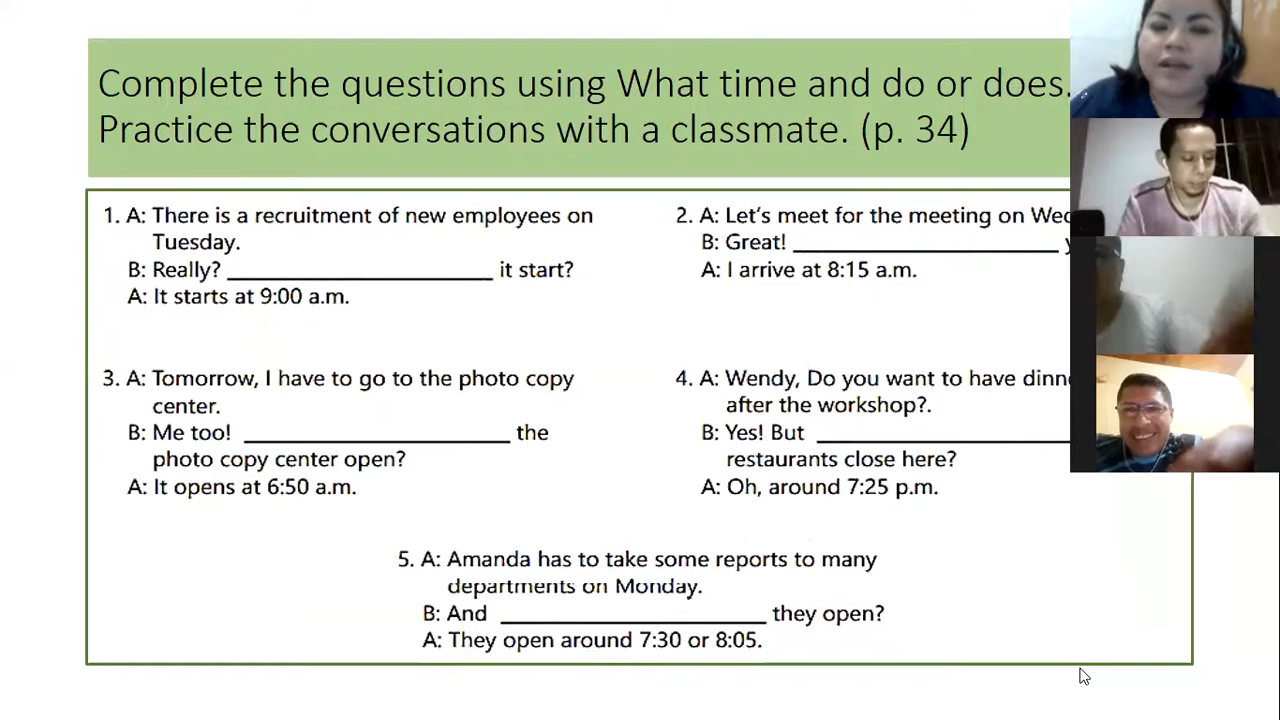 Complete the questions using What time and do or does.
Practice the conversations with a classmate. (p. 34)
1. A: There is a recruitment of new employees on
Tuesday.
B: Really? ____________________ it start?
A: It starts at 9:00 a.m.
2. A: Let's meet for the meeting on
B: Great! ____________________
A: I arrive at 8:15 a.m.
3. A: Tomorrow, I have to go to the photo copy
center.
B: Me too! ____________________ the
photo copy center open?
A: It opens at 6:50 a.m.
4. A: Wendy, Do you want to have
after the workshop?.
B: Yes! But ____________________
restaurants close here?
A: Oh, around 7:25 p.m.
5. A: Amanda has to take some reports to many
departments on Monday.
B: And ____________________ they open?
A: They open around 7:30 or 8:05.